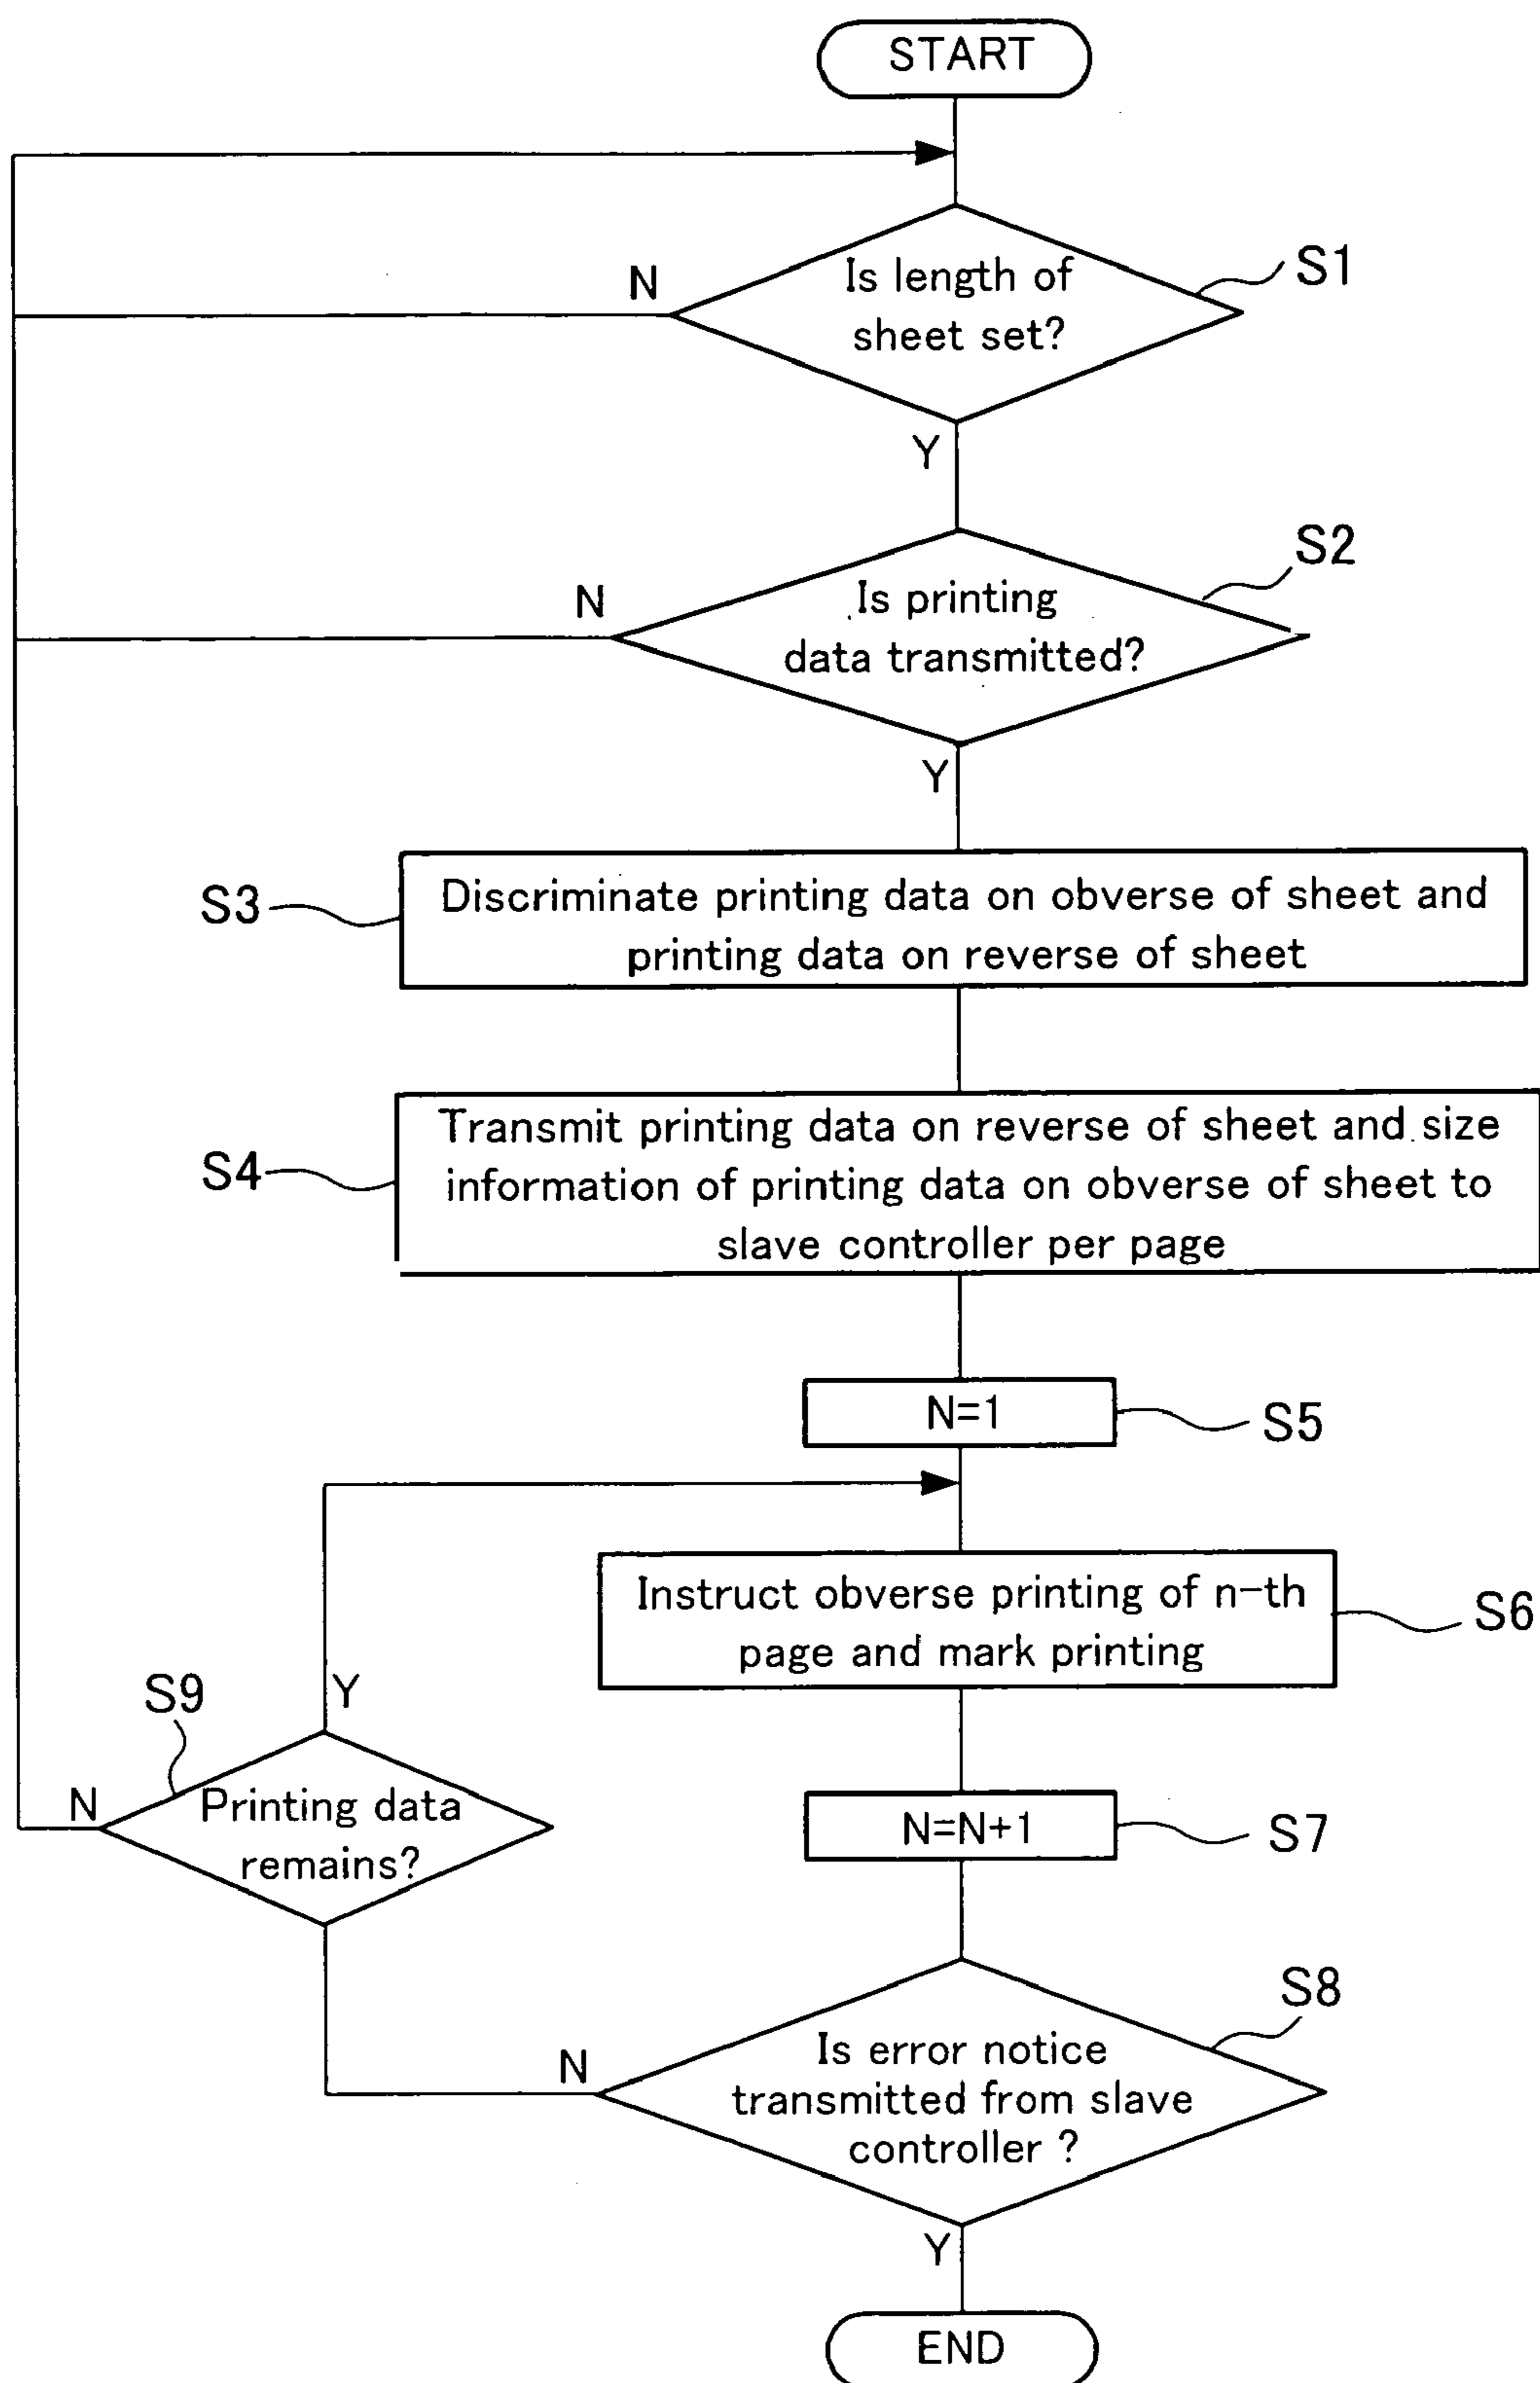 START
N
Is length of
sheet set?
S1
Y
N
Is printing
data transmitted?
S2
Y
S3
Discriminate printing data on obverse of sheet and
printing data on reverse of sheet
S4
Transmit printing data on reverse of sheet and size
information of printing data on obverse of sheet to
slave controller per page
N=1
S5
Instruct obverse printing of n-th
page and mark printing
S6
S9
Y
N
Printing data
remains?
N=N+1
S7
N
Is error notice
transmitted from slave
controller ?
S8
Y
END